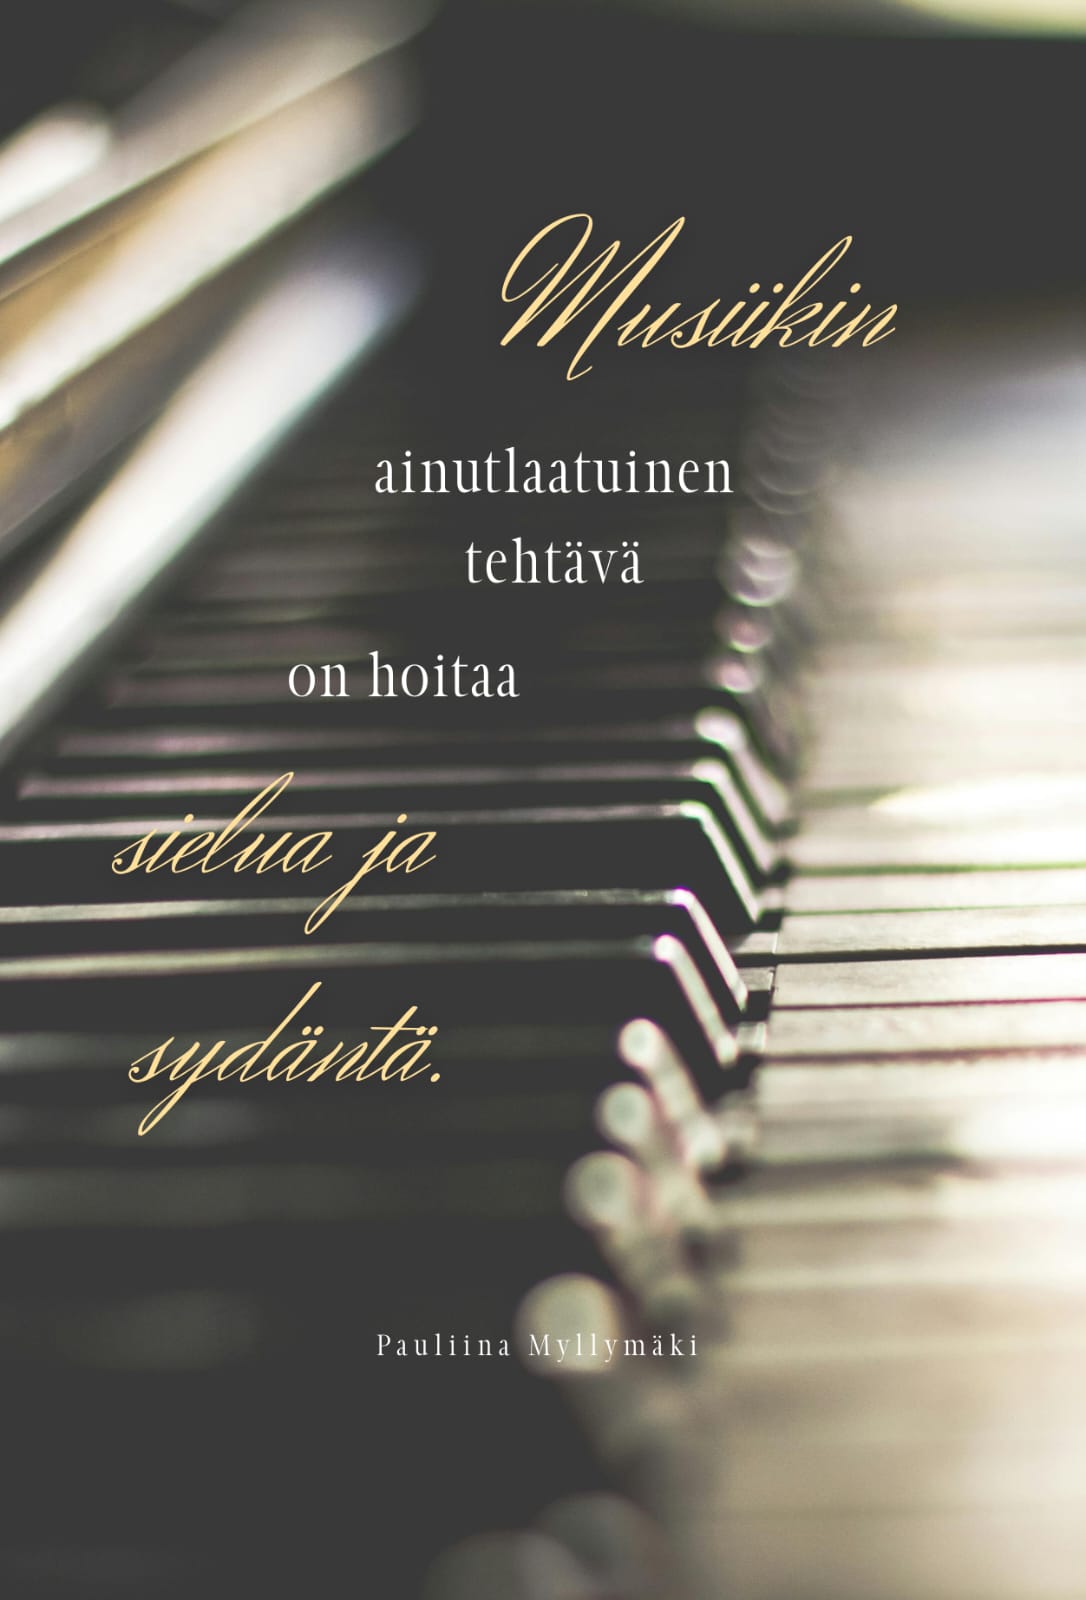 Musiikin
ainutlaatuinen
tehtävä
on hoitaa
sielua ja
sydäntä.
Pauliina Myllymäki